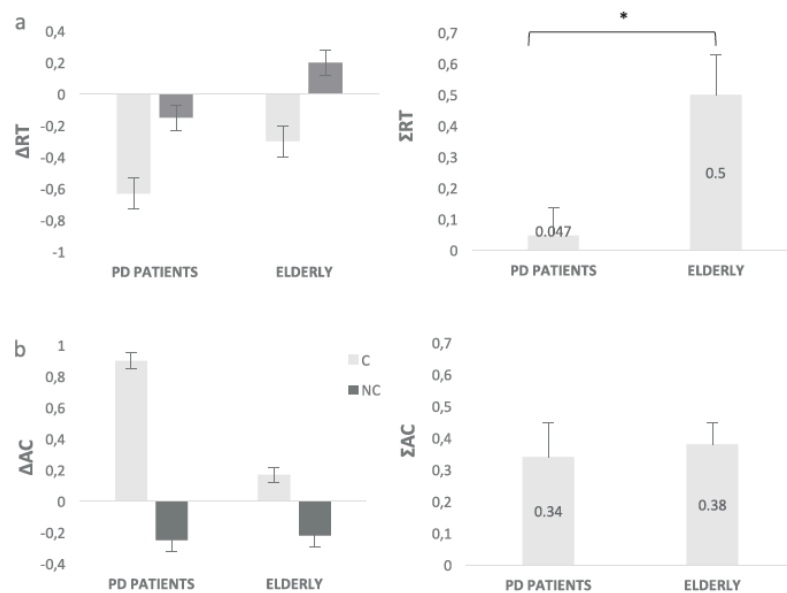 a
0,4
0,2
0
-0,2
-0,4
-0,6
-0,8
-1
ΔRT
PD PATIENTS
ELDERLY
*
0,7
0,6
0,5
0,4
0,3
0,2
0,1
0
ΣRT
0.047
0.5
PD PATIENTS
ELDERLY
b
1
0,8
0,6
0,4
0,2
0
-0,2
-0,4
ΔAC
C
NC
PD PATIENTS
ELDERLY
0,7
0,6
0,5
0,4
0,3
0,2
0,1
0
ΣAC
0.34
0.38
PD PATIENTS
ELDERLY